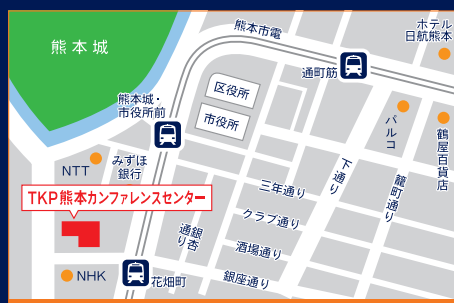 熊本城
熊本市電
ホテル
日航熊本
通町筋
区役所
市役所
熊本城・
市役所前
パルコ
鶴屋百貨店
NTT
みずほ
銀行
下通り
籠町通り
三年通り
TKP熊本カンファレンスセンター
クラブ通り
通銀
り杏
酒場通り
NHK
花畑町
銀座通り